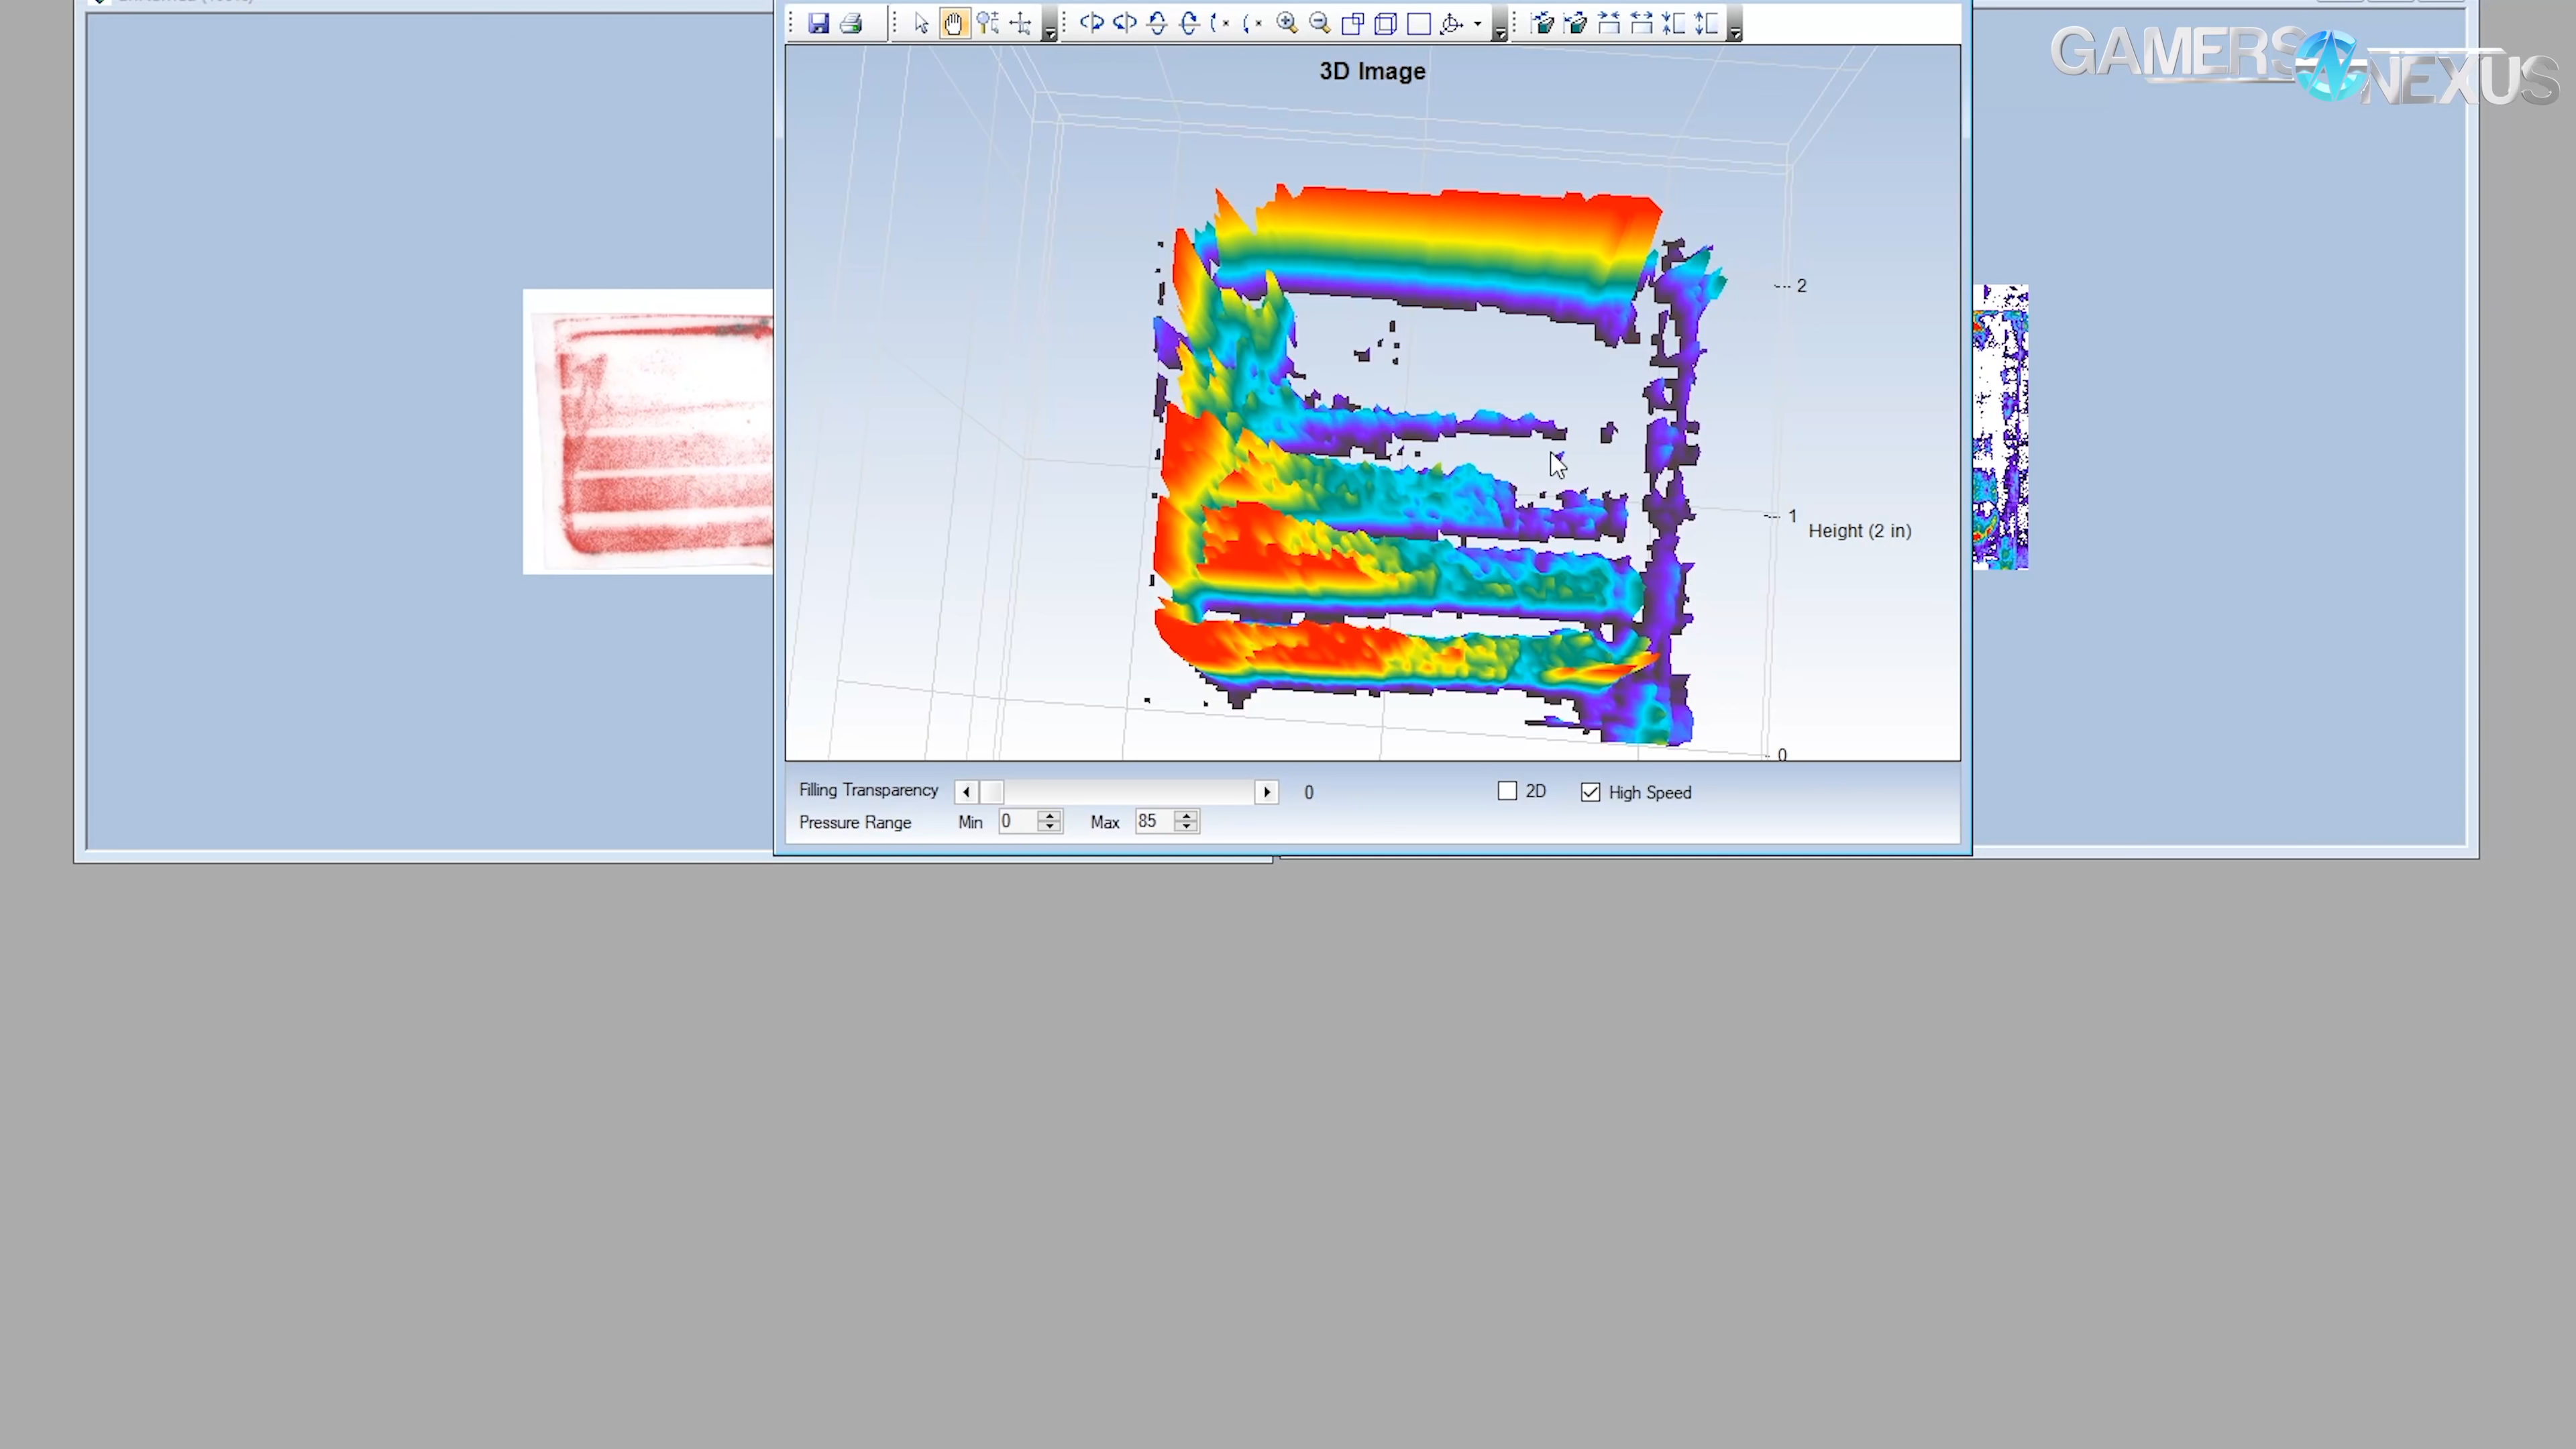 GAMERS NEXUS
3D Image
2
1
Height (2 in)
0
Filling Transparency
0
2D
High Speed
Pressure Range
Min
0
Max
85